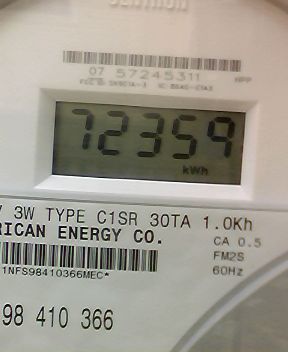 07 57245311
APP
72359
kWh
V 3W TYPE C1SR 30TA 1.0Kh
RICAN ENERGY CO.
CA 0.5
FM2S
60Hz
1NFS98410366MEC*
98 410 366